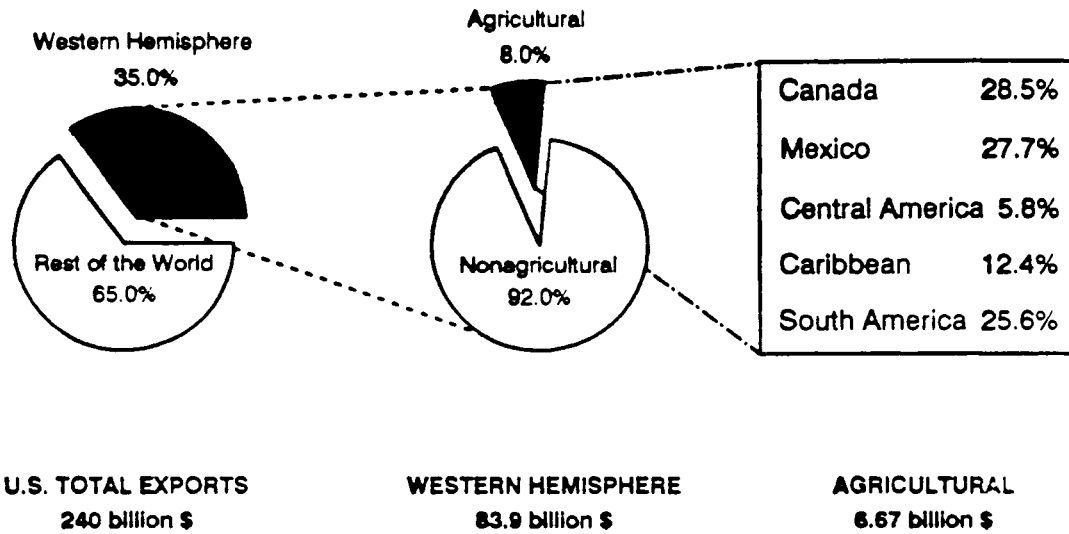 Western Hemisphere
35.0%
Rest of the World
65.0%
Agricultural
8.0%
Nonagricultural
92.0%
Canada 28.5%
Mexico 27.7%
Central America 5.8%
Caribbean 12.4%
South America 25.6%
U.S. TOTAL EXPORTS
240 billion $
WESTERN HEMISPHERE
83.9 billion $
AGRICULTURAL
6.67 billion $